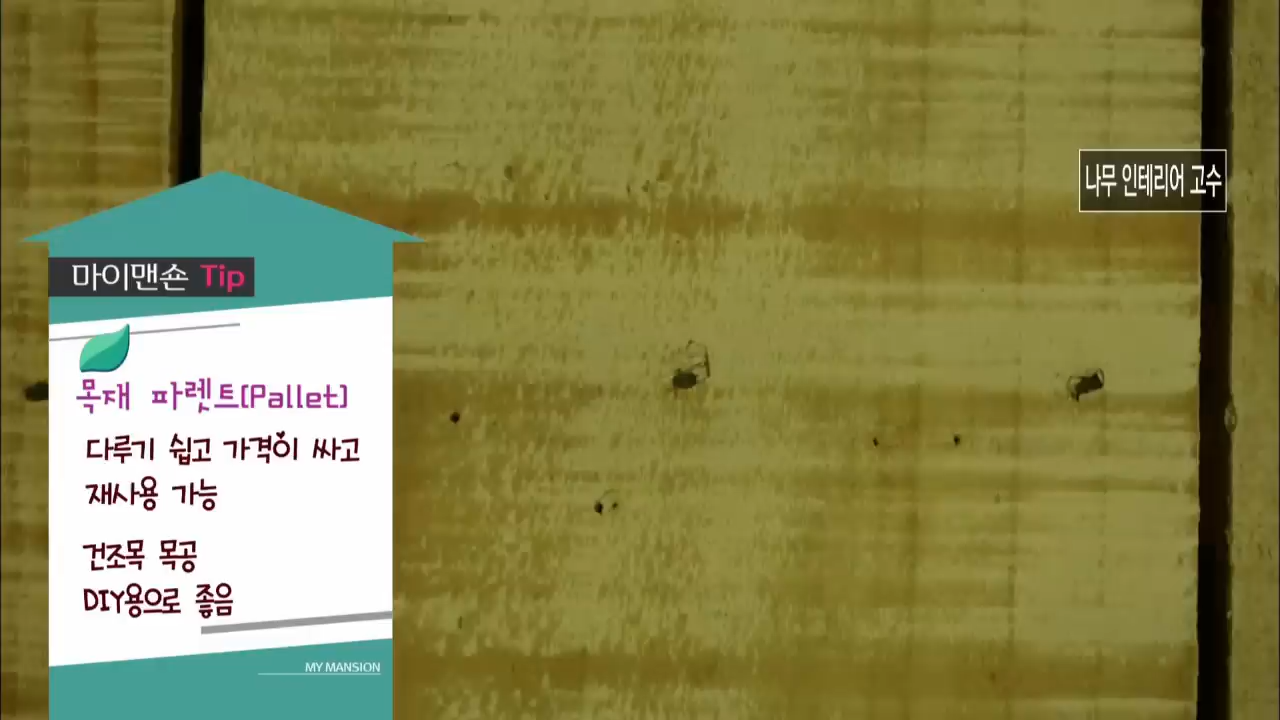 나무 인테리어 고수
마이맨숀 Tip
목재 파렛트(Pallet)
다루기 쉽고 가격이 싸고
재사용 가능
건조목 목공
DIY용으로 좋음
MY MANSION